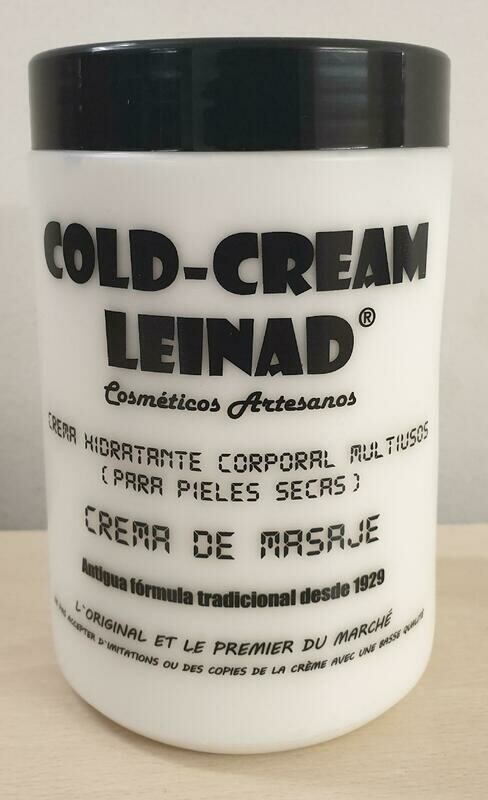 COLD-CREAM
LEINAD®
Cosméticos Artesanos
CREMA HIDRATANTE CORPORAL MULTIUSOS
(PARA PIELES SECAS)
CREMA DE MASAJE
Antigua fórmula tradicional desde 1929
L'ORIGINAL ET LE PREMIER DU MARCHÉ
PAS ACCEPTER D'IMITATIONS OU DES COPIES DE LA CRÈME AVEC UNE BASSE QUALITÉ